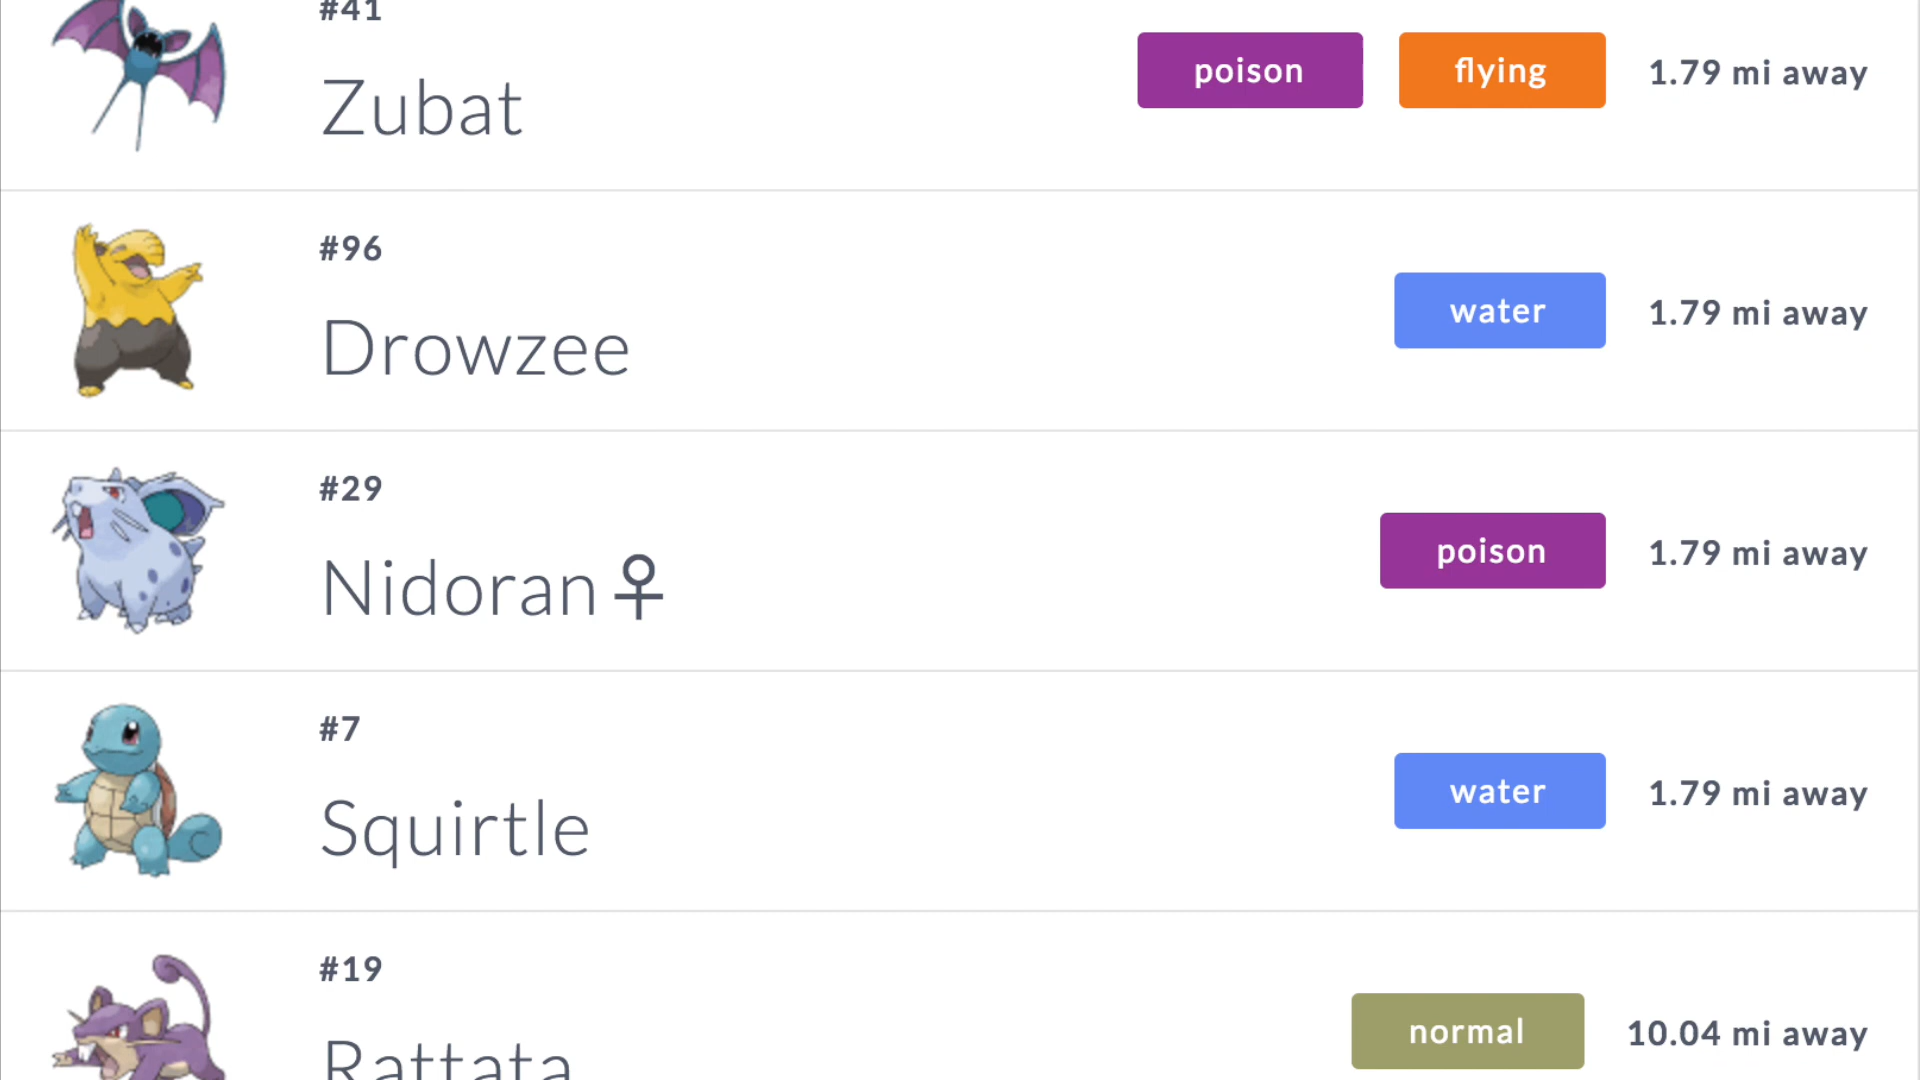 #41
Zubat
poison flying 1.79 mi away
#96
Drowzee
water 1.79 mi away
#29
Nidoran♀
poison 1.79 mi away
#7
Squirtle
water 1.79 mi away
#19
Rattata
normal 10.04 mi away